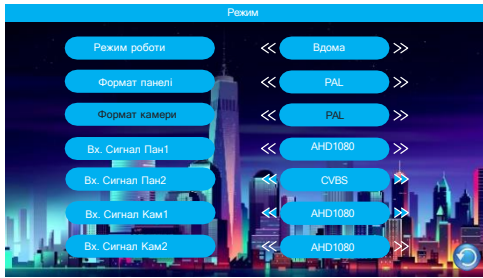 Режим
Режим роботи Вдома
Формат панелі PAL
Формат камери PAL
Вх. Сигнал Пан1 AHD1080
Вх. Сигнал Пан2 CVBS
Вх. Сигнал Кам1 AHD1080
Вх. Сигнал Кам2 AHD1080